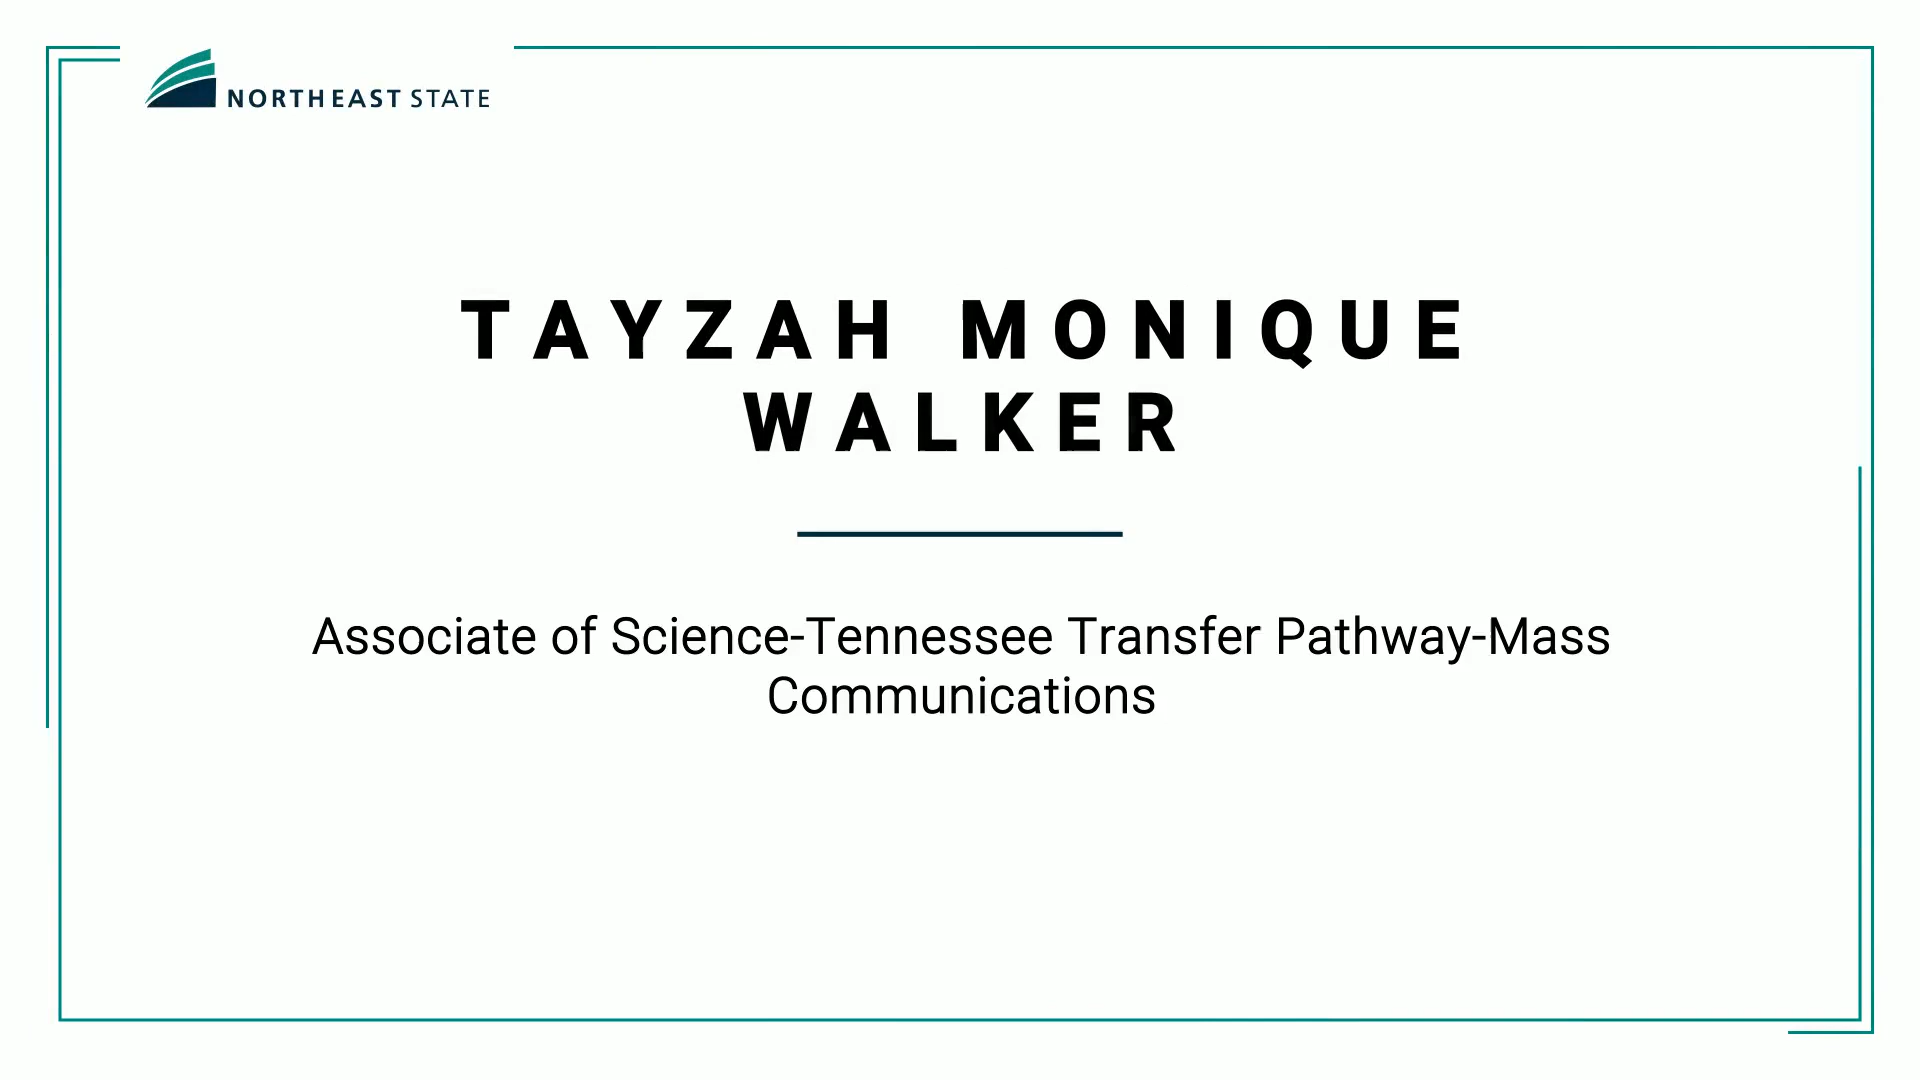 NORTHEAST STATE
TAYZAH MONIQUE
WALKER
Associate of Science-Tennessee Transfer Pathway-Mass
Communications